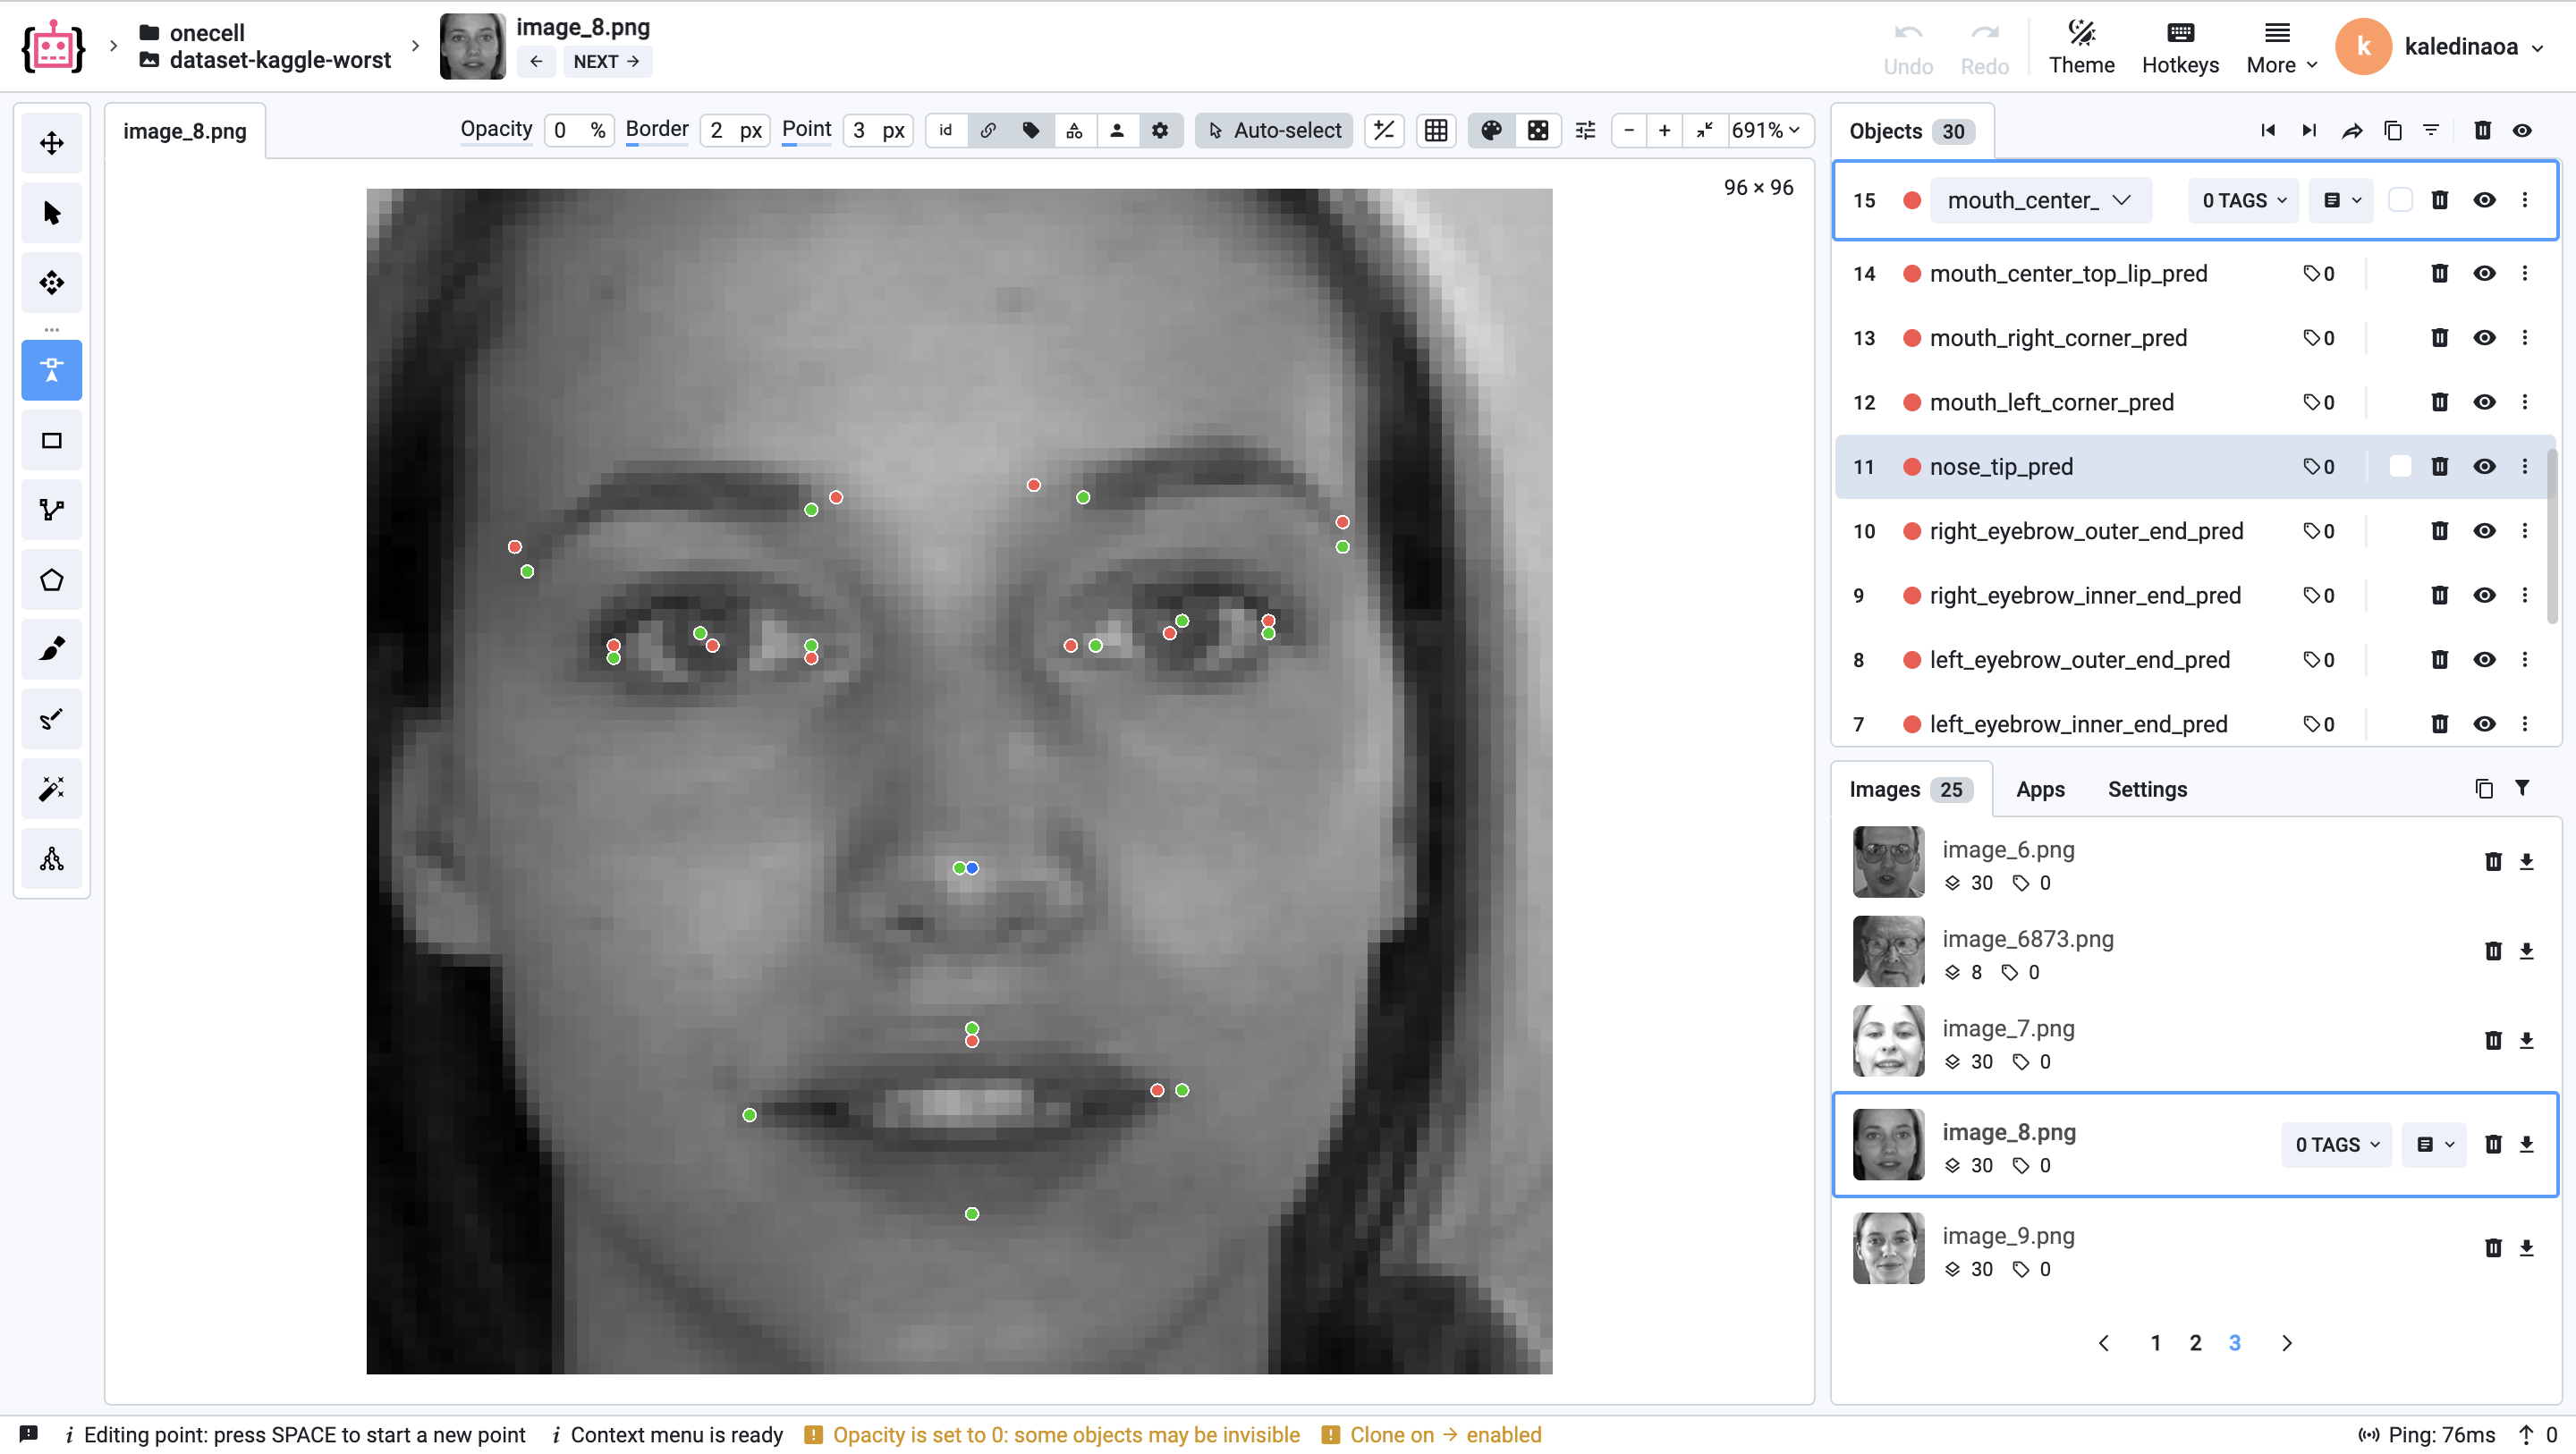 onecell
dataset-kaggle-worst
image_8.png
NEXT →
Undo
Redo
Theme
Hotkeys
More
k
kaledinaoa
image_8.png
Opacity 0 % Border 2 px Point 3 px id Auto-select 691%
96 × 96
Objects 30
15 mouth_center_ 0 TAGS
14 mouth_center_top_lip_pred 0
13 mouth_right_corner_pred 0
12 mouth_left_corner_pred 0
11 nose_tip_pred 0
10 right_eyebrow_outer_end_pred 0
9 right_eyebrow_inner_end_pred 0
8 left_eyebrow_outer_end_pred 0
7 left_eyebrow_inner_end_pred 0
Images 25 Apps Settings
image_6.png
30 0
image_6873.png
8 0
image_7.png
30 0
image_8.png
30 0
0 TAGS
image_9.png
30 0
1 2 3
i Editing point: press SPACE to start a new point i Context menu is ready ! Opacity is set to 0: some objects may be invisible ! Clone on → enabled Ping: 76ms ↑ 0